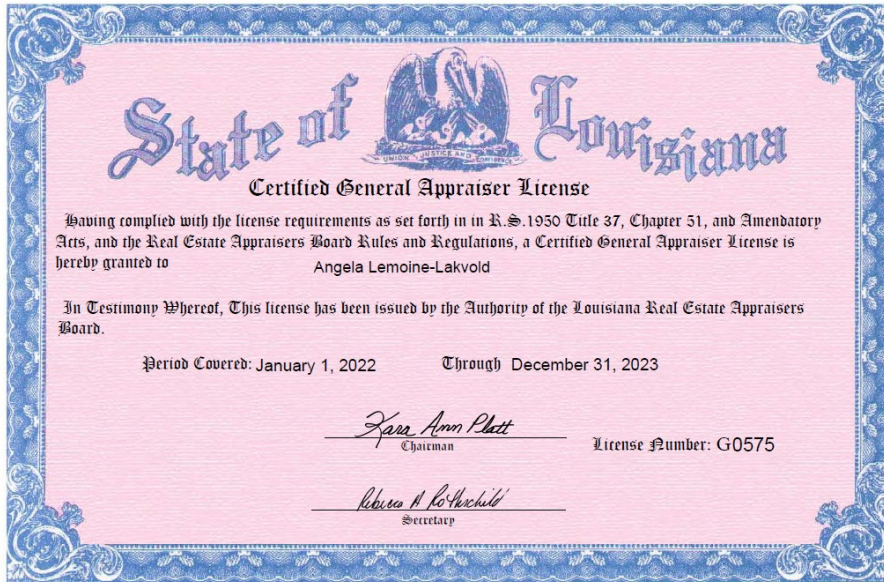 State of Louisiana
UNION JUSTICE AND CONFIDENCE
Certified General Appraiser License
Having complied with the license requirements as set forth in in R.S.1950 Title 37, Chapter 51, and Amendatory
Acts, and the Real Estate Appraisers Board Rules and Regulations, a Certified General Appraiser License is
hereby granted to Angela Lemoine-Lakvold
In Testimony Whereof, This license has been issued by the Authority of the Louisiana Real Estate Appraisers
Board.
Period Covered: January 1, 2022 Through December 31, 2023
Kara Ann Platt
Chairman License Number: G0575
Rebecca A Rothschild
Secretary